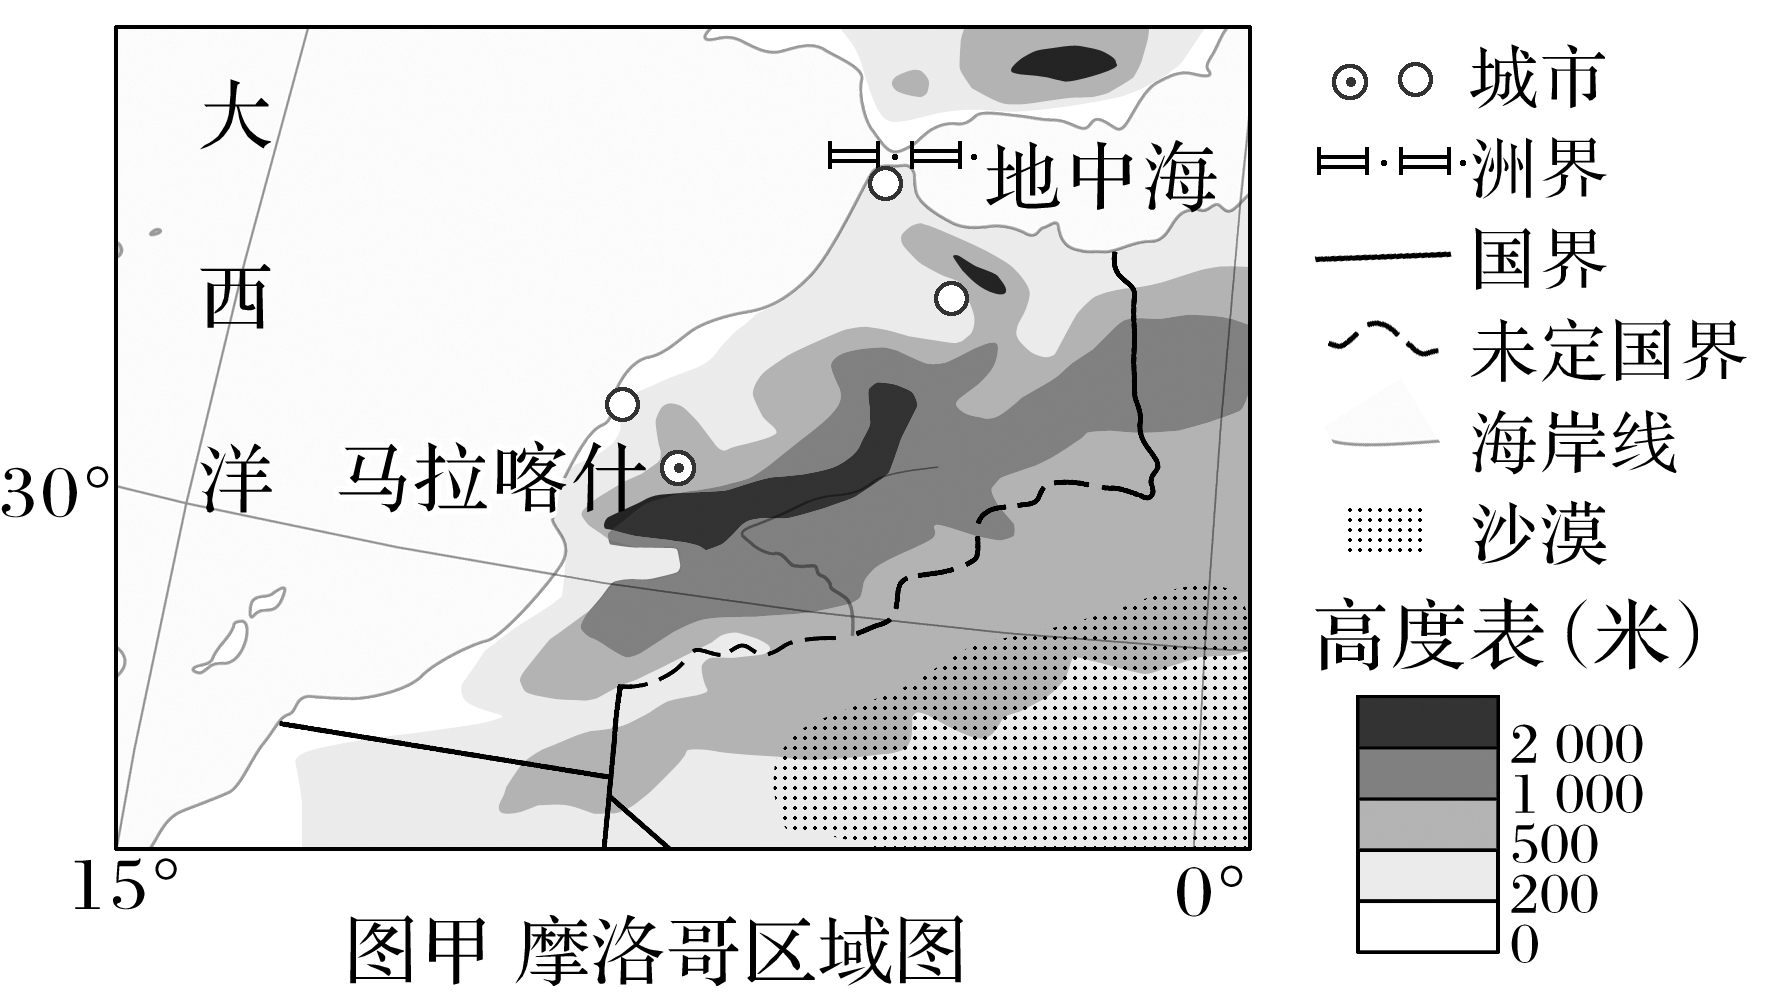 大
西
洋
地中海
马拉喀什
30°
15°
0°
图甲 摩洛哥区域图
城市
洲界
国界
未定国界
海岸线
沙漠
高度表(米)
2 000
1 000
500
200
0